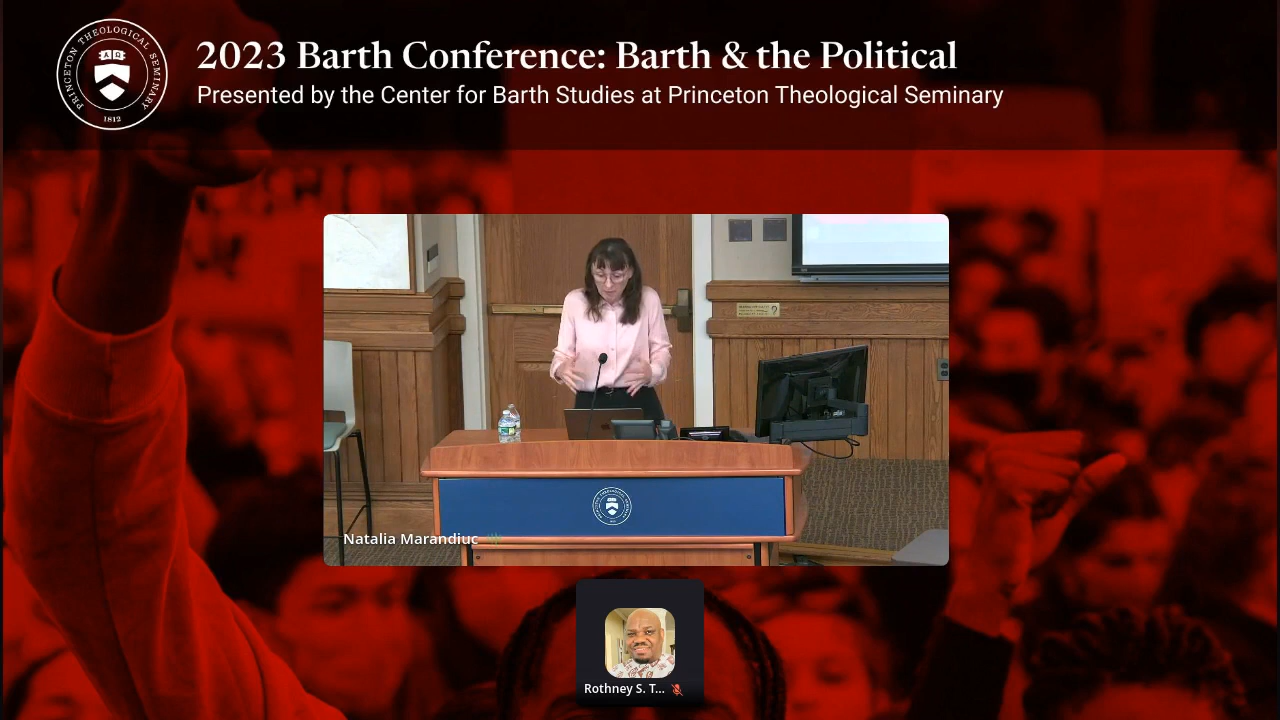 2023 Barth Conference: Barth & the Political
Presented by the Center for Barth Studies at Princeton Theological Seminary
PRINCETON THEOLOGICAL SEMINARY
1812
Natalia Marandiuc
Rothney S. T...